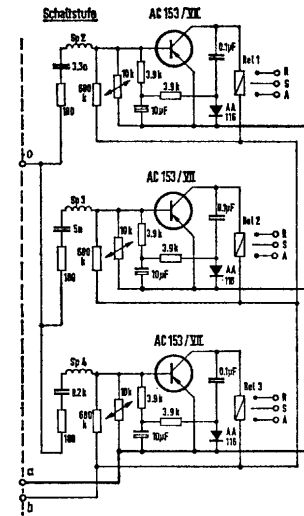 Schaltstufe
AC 153/VII
Sp 2
3,3n
180
680 k
10k
3.9 k
10µF
3.9k
0.1µF
AA 116
Rel 1
R
S
A
o
AC 153/VII
Sp 3
5n
180
680 k
10k
3.9 k
10µF
3.9k
0.1µF
AA 116
Rel 2
R
S
A
AC 153/VII
Sp 4
8,2k
180
680 k
10k
3.9k
10µF
3.9 k
0.1µF
AA 116
Rel 3
R
S
A
a
b